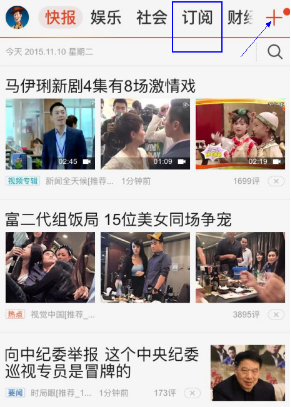 快报 娱乐 社会 订阅 财经
今天 2015.11.10 星期二
马伊琍新剧4集有8场激情戏
02:45 01:09 02:19
视频专辑 新闻全天候[推荐... 1分钟前 1699评
富二代组饭局 15位美女同场争宠
热点 视觉中国[推荐_... 3895评
向中纪委举报 这个中央纪委
巡视专员是冒牌的
要闻 时局眼[推荐_... 1分钟前 173评